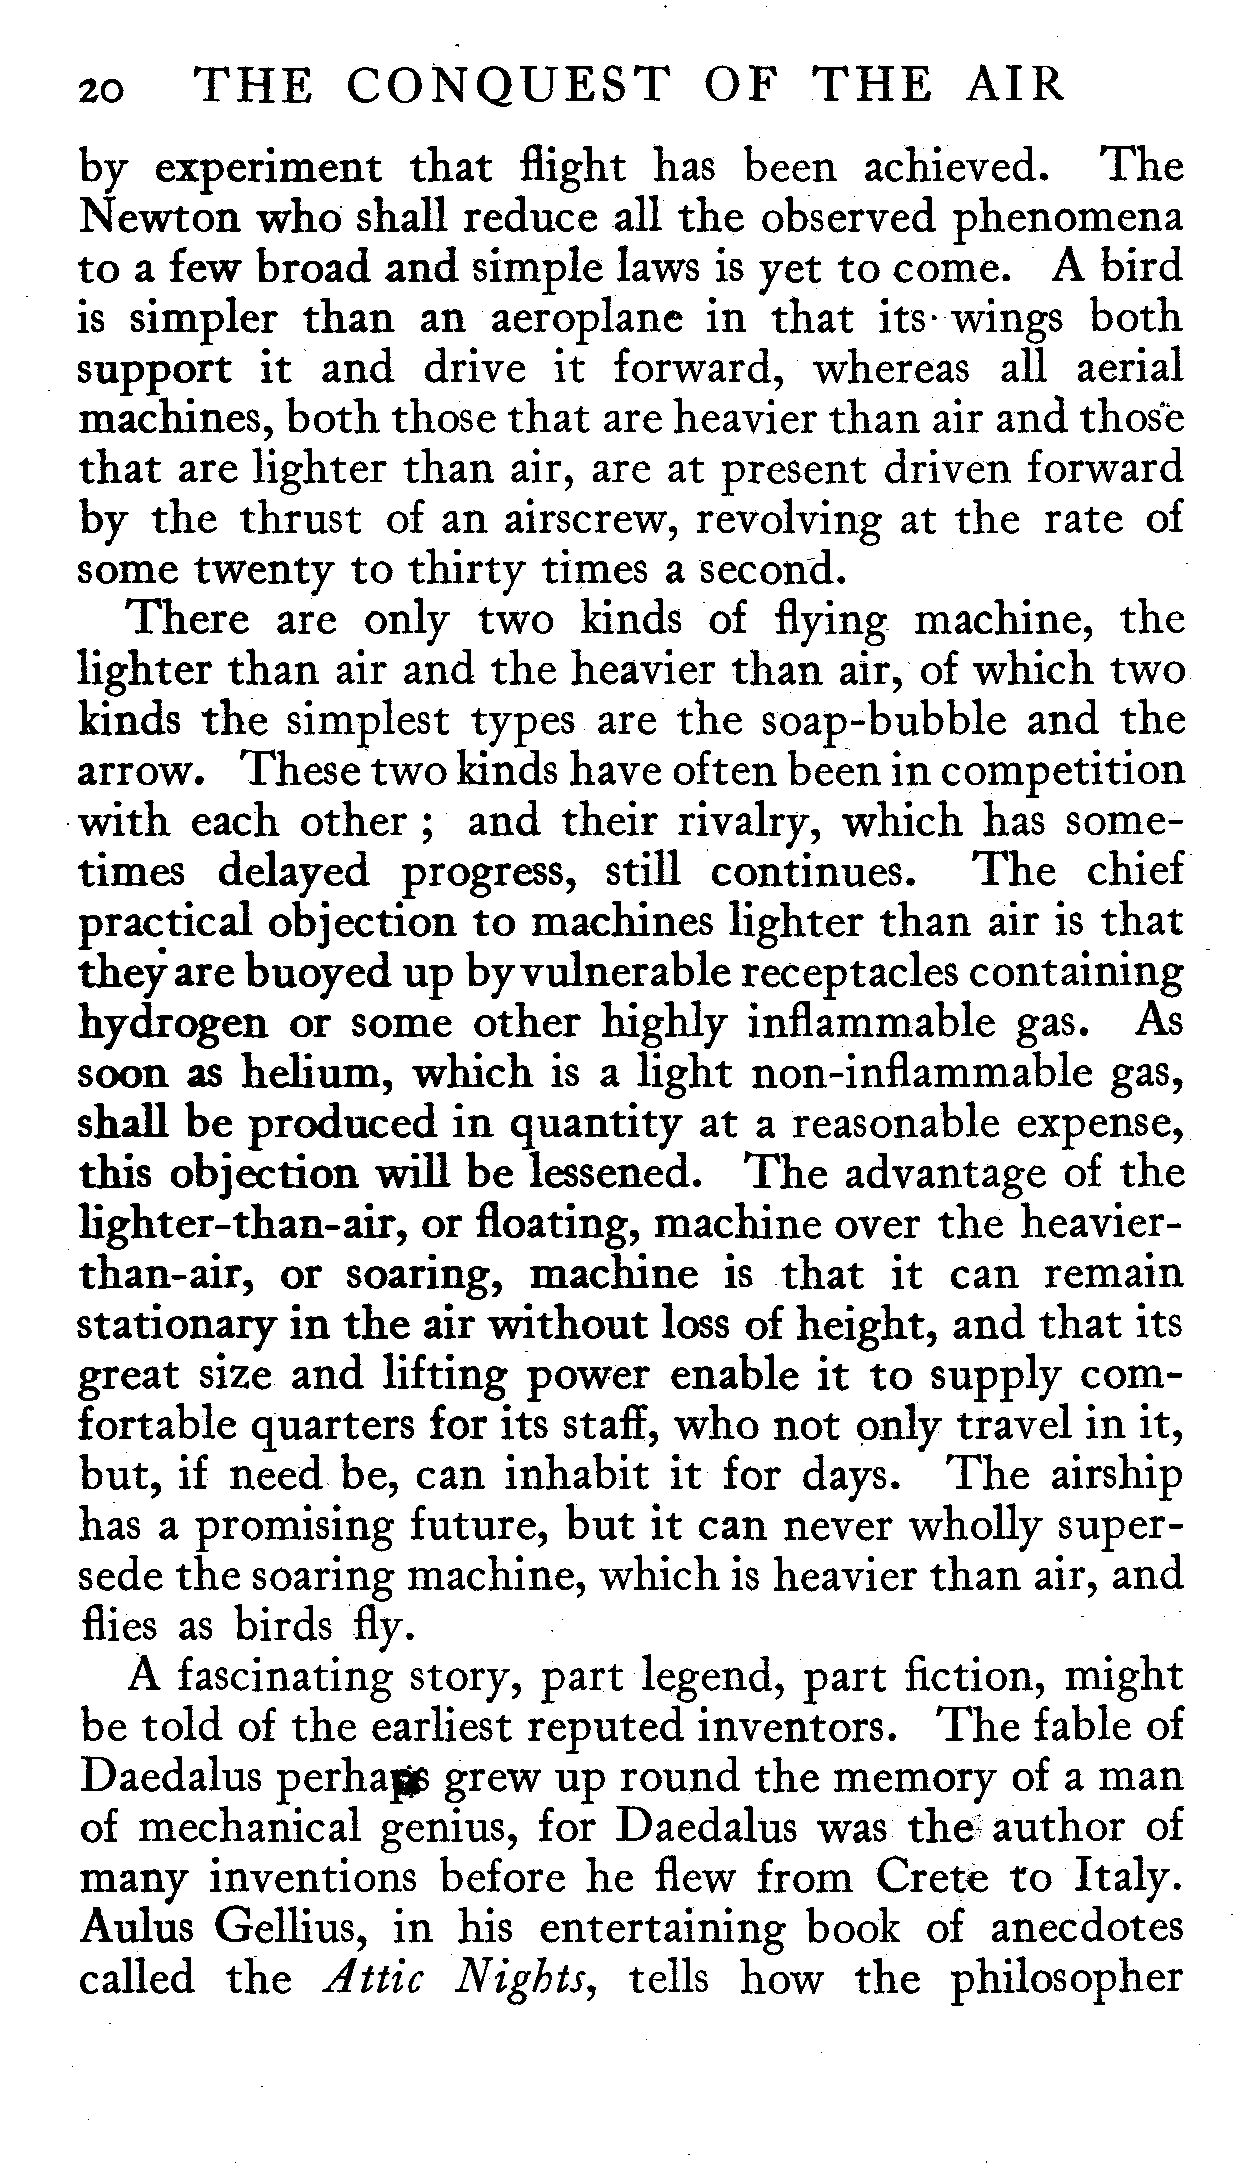 20 THE CONQUEST OF THE AIR
by experiment that flight has been achieved. The
Newton who shall reduce all the observed phenomena
to a few broad and simple laws is yet to come. A bird
is simpler than an aeroplane in that its wings both
support it and drive it forward, whereas all aerial
machines, both those that are heavier than air and those
that are lighter than air, are at present driven forward
by the thrust of an airscrew, revolving at the rate of
some twenty to thirty times a second.
There are only two kinds of flying machine, the
lighter than air and the heavier than air, of which two
kinds the simplest types are the soap-bubble and the
arrow. These two kinds have often been in competition
with each other ; and their rivalry, which has some-
times delayed progress, still continues. The chief
practical objection to machines lighter than air is that
they are buoyed up by vulnerable receptacles containing
hydrogen or some other highly inflammable gas. As
soon as helium, which is a light non-inflammable gas,
shall be produced in quantity at a reasonable expense,
this objection will be lessened. The advantage of the
lighter-than-air, or floating, machine over the heavier-
than-air, or soaring, machine is that it can remain
stationary in the air without loss of height, and that its
great size and lifting power enable it to supply com-
fortable quarters for its staff, who not only travel in it,
but, if need be, can inhabit it for days. The airship
has a promising future, but it can never wholly super-
sede the soaring machine, which is heavier than air, and
flies as birds fly.
A fascinating story, part legend, part fiction, might
be told of the earliest reputed inventors. The fable of
Daedalus perhaps grew up round the memory of a man
of mechanical genius, for Daedalus was the author of
many inventions before he flew from Crete to Italy.
Aulus Gellius, in his entertaining book of anecdotes
called the Attic Nights, tells how the philosopher